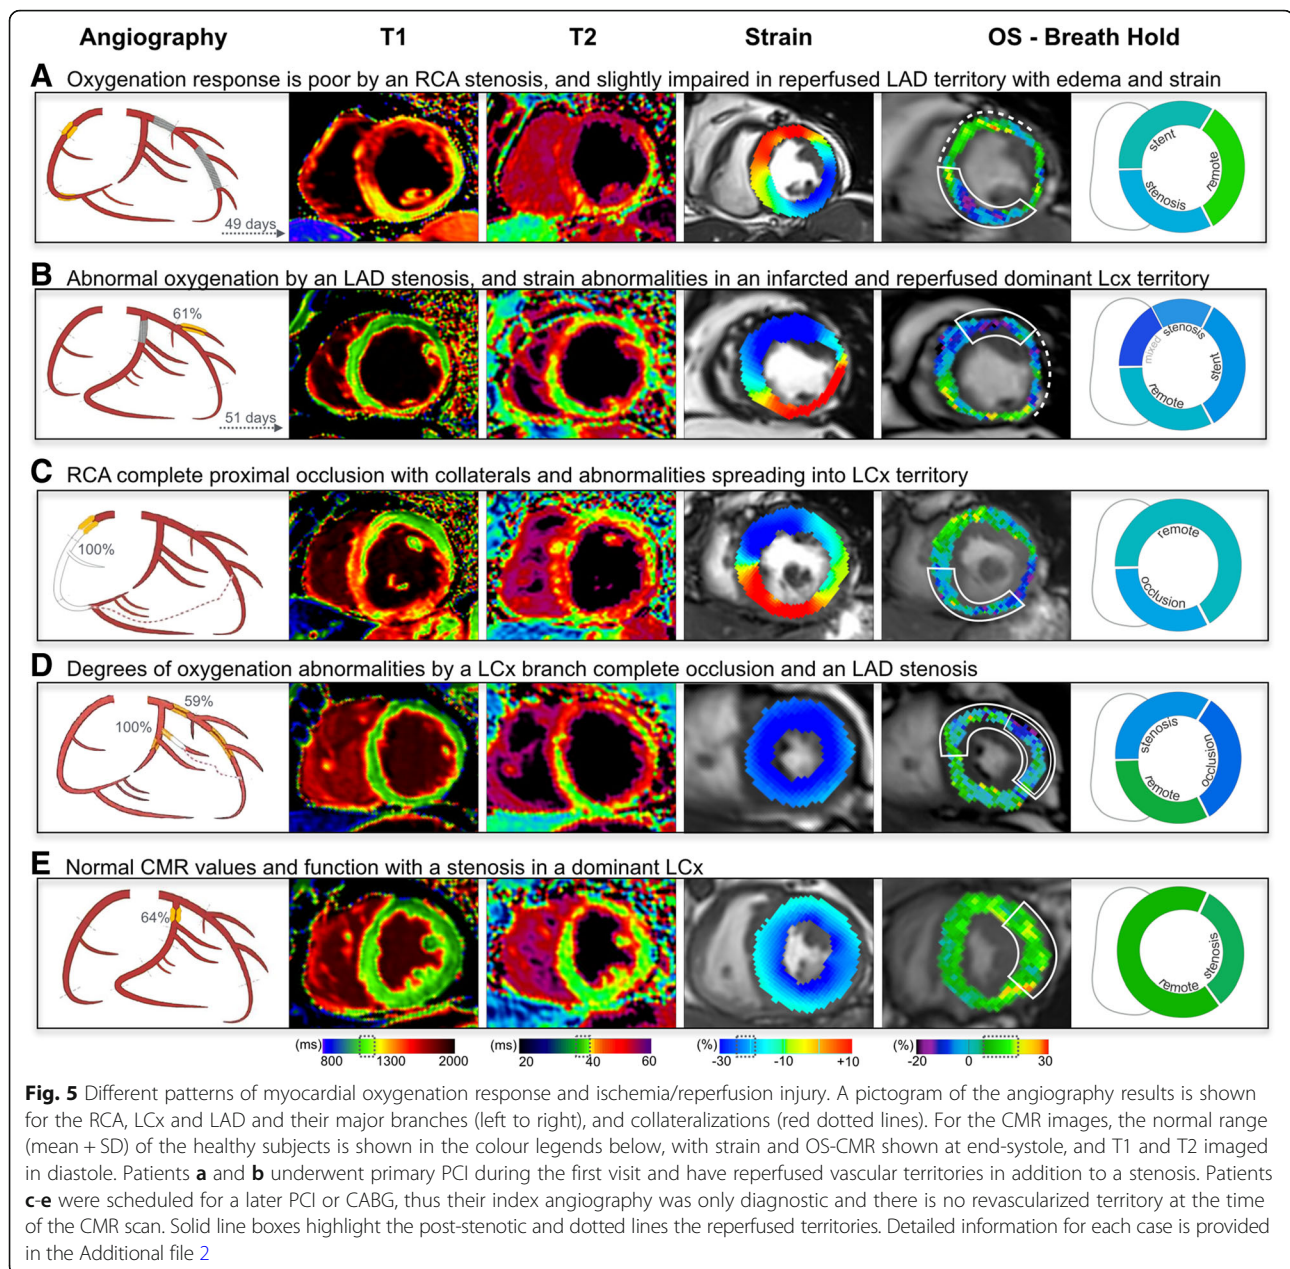 Angiography T1 T2 Strain OS - Breath Hold
A Oxygenation response is poor by an RCA stenosis, and slightly impaired in reperfused LAD territory with edema and strain
49 days
stent
remote
stenosis
B Abnormal oxygenation by an LAD stenosis, and strain abnormalities in an infarcted and reperfused dominant Lcx territory
61%
51 days
stenosis
mixed
stent
remote
C RCA complete proximal occlusion with collaterals and abnormalities spreading into LCx territory
100%
remote
occlusion
D Degrees of oxygenation abnormalities by a LCx branch complete occlusion and an LAD stenosis
59%
100%
stenosis
occlusion
remote
E Normal CMR values and function with a stenosis in a dominant LCx
64%
stenosis
remote
(ms) (ms) (%) (%)
800 1300 2000 20 40 60 -30 -10 +10 -20 0 30
Fig. 5 Different patterns of myocardial oxygenation response and ischemia/reperfusion injury. A pictogram of the angiography results is shown
for the RCA, LCx and LAD and their major branches (left to right), and collateralizations (red dotted lines). For the CMR images, the normal range
(mean + SD) of the healthy subjects is shown in the colour legends below, with strain and OS-CMR shown at end-systole, and T1 and T2 imaged
in diastole. Patients a and b underwent primary PCI during the first visit and have reperfused vascular territories in addition to a stenosis. Patients
c-e were scheduled for a later PCI or CABG, thus their index angiography was only diagnostic and there is no revascularized territory at the time
of the CMR scan. Solid line boxes highlight the post-stenotic and dotted lines the reperfused territories. Detailed information for each case is provided
in the Additional file 2